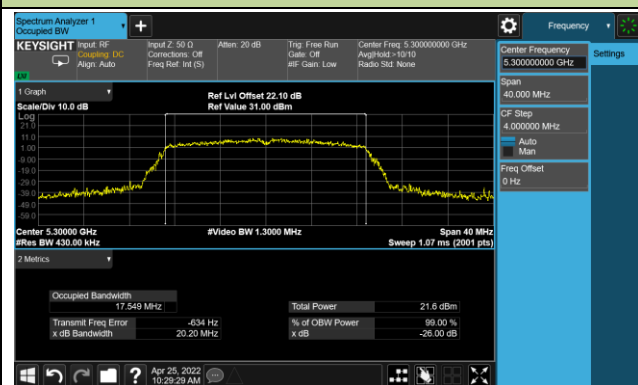 Spectrum Analyzer 1
Occupied BW
+
Frequency
KEYSIGHT
Input: RF
Coupling: DC
Align: Auto
Input Z: 50 Ω
Corrections: Off
Freq Ref: Int (S)
Atten: 20 dB
Trig: Free Run
Gate: Off
#IF Gain: Low
Center Freq: 5.300000000 GHz
Avg|Hold:>10/10
Radio Std: None
Center Frequency
5.300000000 GHz
Settings
Span
40.000 MHz
CF Step
4.000000 MHz
Auto
Man
Freq Offset
0 Hz
1 Graph
Scale/Div 10.0 dB
Ref Lvl Offset 22.10 dB
Ref Value 31.00 dBm
Log
21.0
11.0
1.00
-9.00
-19.0
-29.0
-39.0
-49.0
-59.0
Center 5.30000 GHz
#Res BW 430.00 kHz
#Video BW 1.3000 MHz
Span 40 MHz
Sweep 1.07 ms (2001 pts)
2 Metrics
Occupied Bandwidth
17.549 MHz
Total Power 21.6 dBm
Transmit Freq Error -634 Hz
% of OBW Power 99.00 %
x dB Bandwidth 20.20 MHz
x dB -26.00 dB
?
Apr 25, 2022
10:29:29 AM